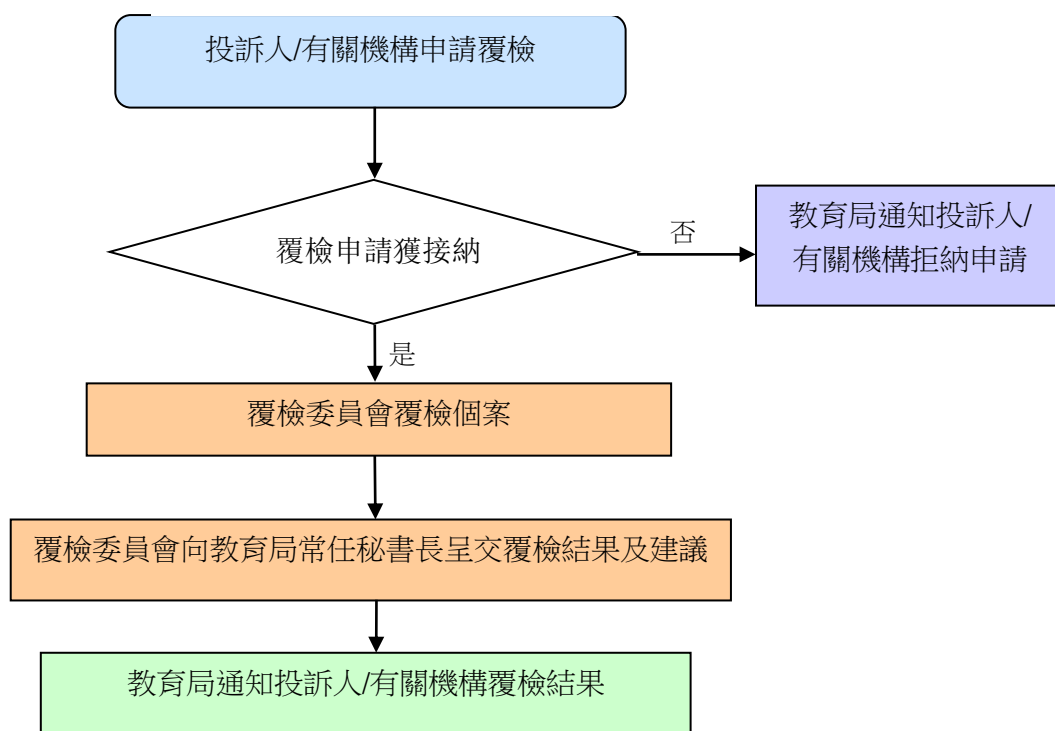 投訴人/有關機構申請覆檢
覆檢申請獲接納
否
教育局通知投訴人/
有關機構拒納申請
是
覆檢委員會覆檢個案
覆檢委員會向教育局常任秘書長呈交覆檢結果及建議
教育局通知投訴人/有關機構覆檢結果